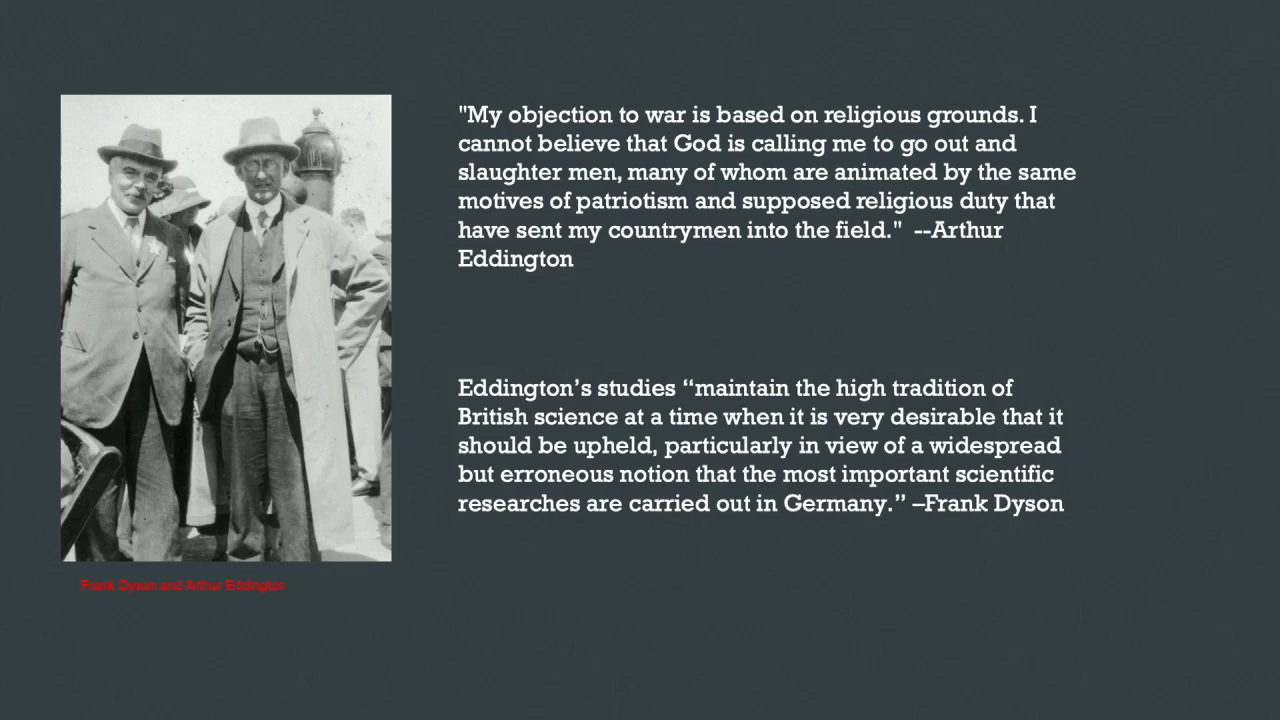 "My objection to war is based on religious grounds. I
cannot believe that God is calling me to go out and
slaughter men, many of whom are animated by the same
motives of patriotism and supposed religious duty that
have sent my countrymen into the field."  --Arthur
Eddington
Eddington’s studies “maintain the high tradition of
British science at a time when it is very desirable that it
should be upheld, particularly in view of a widespread
but erroneous notion that the most important scientific
researches are carried out in Germany.” –Frank Dyson
Frank Dyson and Arthur Eddington